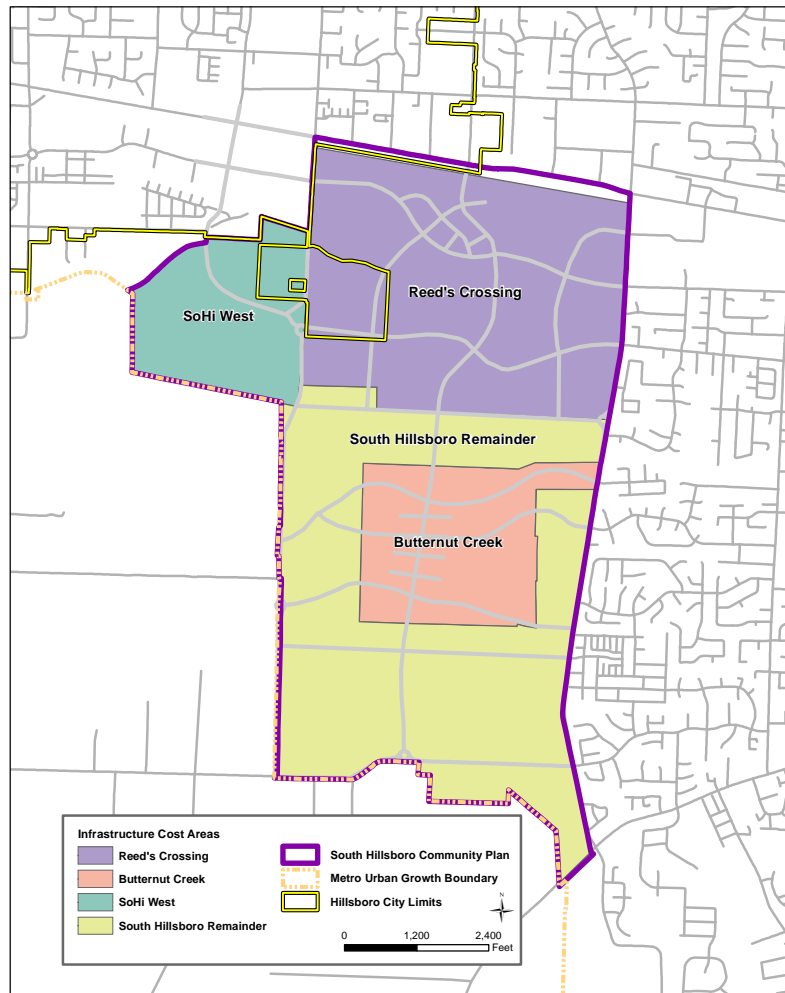 Reed's Crossing
SoHi West
South Hillsboro Remainder
Butternut Creek
Infrastructure Cost Areas
Reed's Crossing
Butternut Creek
SoHi West
South Hillsboro Remainder
South Hillsboro Community Plan
Metro Urban Growth Boundary
Hillsboro City Limits
N
0 1,200 2,400
Feet